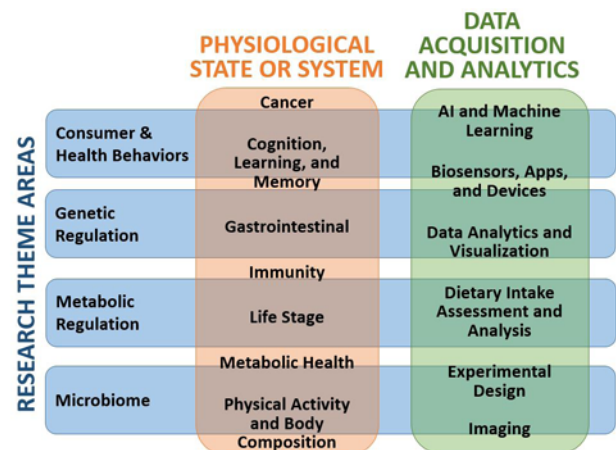 PHYSIOLOGICAL
STATE OR SYSTEM
DATA
ACQUISITION
AND ANALYTICS
RESEARCH THEME AREAS
Consumer &
Health Behaviors
Genetic
Regulation
Metabolic
Regulation
Microbiome
Cancer
Cognition,
Learning, and
Memory
Gastrointestinal
Immunity
Life Stage
Metabolic Health
Physical Activity
and Body
Composition
AI and Machine
Learning
Biosensors, Apps,
and Devices
Data Analytics and
Visualization
Dietary Intake
Assessment and
Analysis
Experimental
Design
Imaging